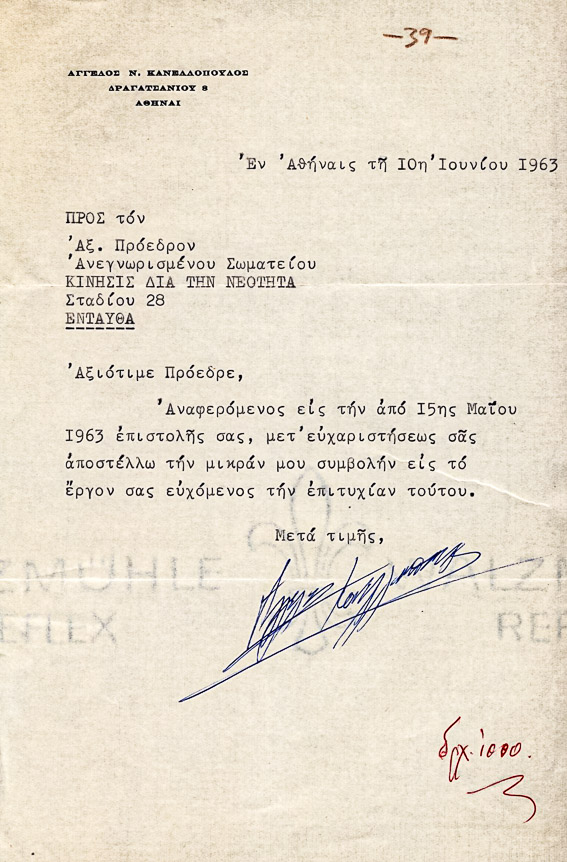 -39-
ΑΓΓΕΛΟΣ Ν. ΚΑΝΕΛΛΟΠΟΥΛΟΣ
ΔΡΑΓΑΤΣΑΝΙΟΥ 8
ΑΘΗΝΑΙ
Ἐν Ἀθήναις τῇ 10η Ἰουνίου 1963
ΠΡΟΣ τόν
Ἀξ. Πρόεδρον
Ἀνεγνωρισμένου Σωματείου
ΚΙΝΗΣΙΣ ΔΙΑ ΤΗΝ ΝΕΟΤΗΤΑ
Σταδίου 28
ΕΝΤΑΥΘΑ
Ἀξιότιμε Πρόεδρε,
Ἀναφερόμενος εἰς τήν ἀπό 15ης Μαΐου
1963 ἐπιστολῆς σας, μετ' εὐχαριστήσεως σᾶς
ἀποστέλλω τήν μικράν μου συμβολήν εἰς τό
ἔργον σας εὐχόμενος τήν ἐπιτυχίαν τούτου.
Μετά τιμῆς,
ZMÜHLE
REFLEX
δρχ. 1000.